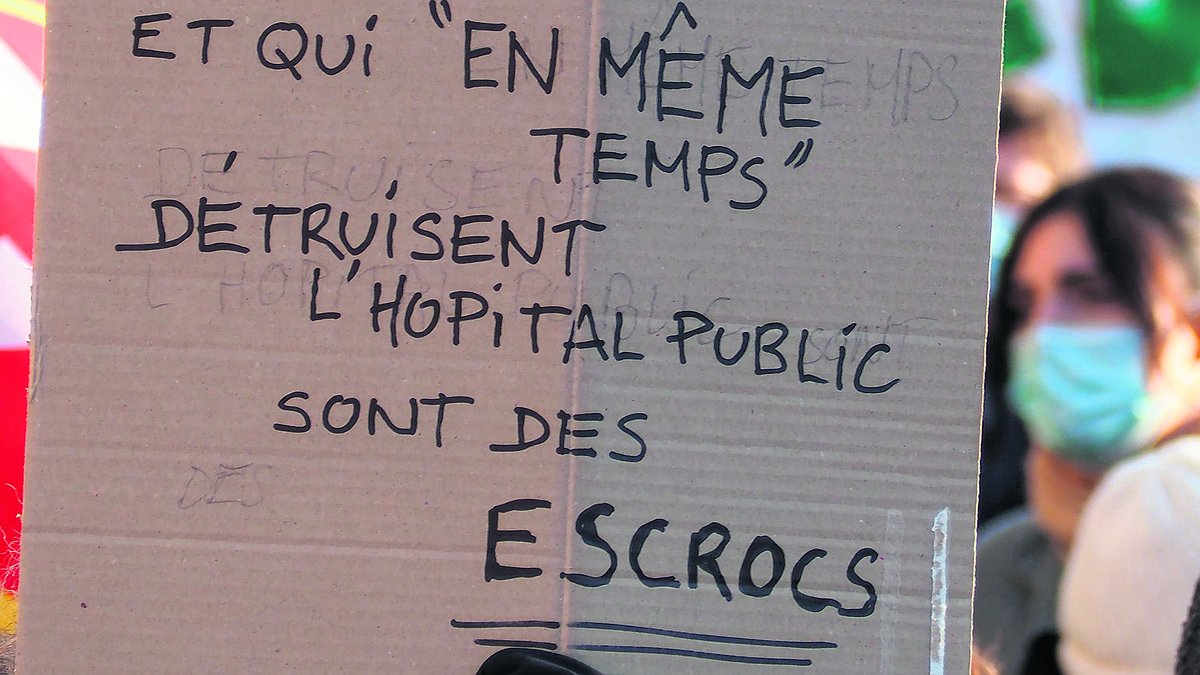 ET QUi "EN MÊME
TEMPS"
DÉTRUiSENT
L'HOPiTAL PUBLiC
SONT DES
ESCROCS